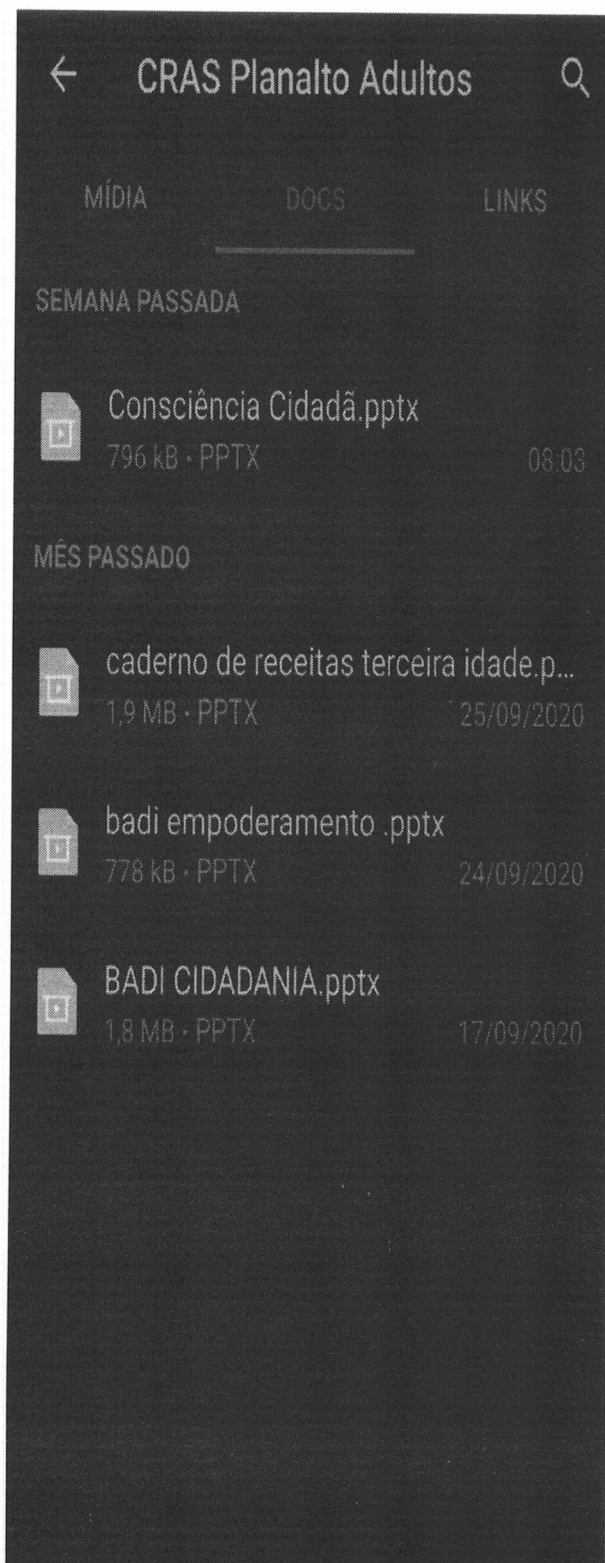 CRAS Planalto Adultos
MÍDIA DOCS LINKS
SEMANA PASSADA
Consciência Cidadã.pptx
796 kB · PPTX 08:03
MÊS PASSADO
caderno de receitas terceira idade.p...
1,9 MB · PPTX 25/09/2020
badi empoderamento .pptx
778 kB · PPTX 24/09/2020
BADI CIDADANIA.pptx
1,8 MB · PPTX 17/09/2020